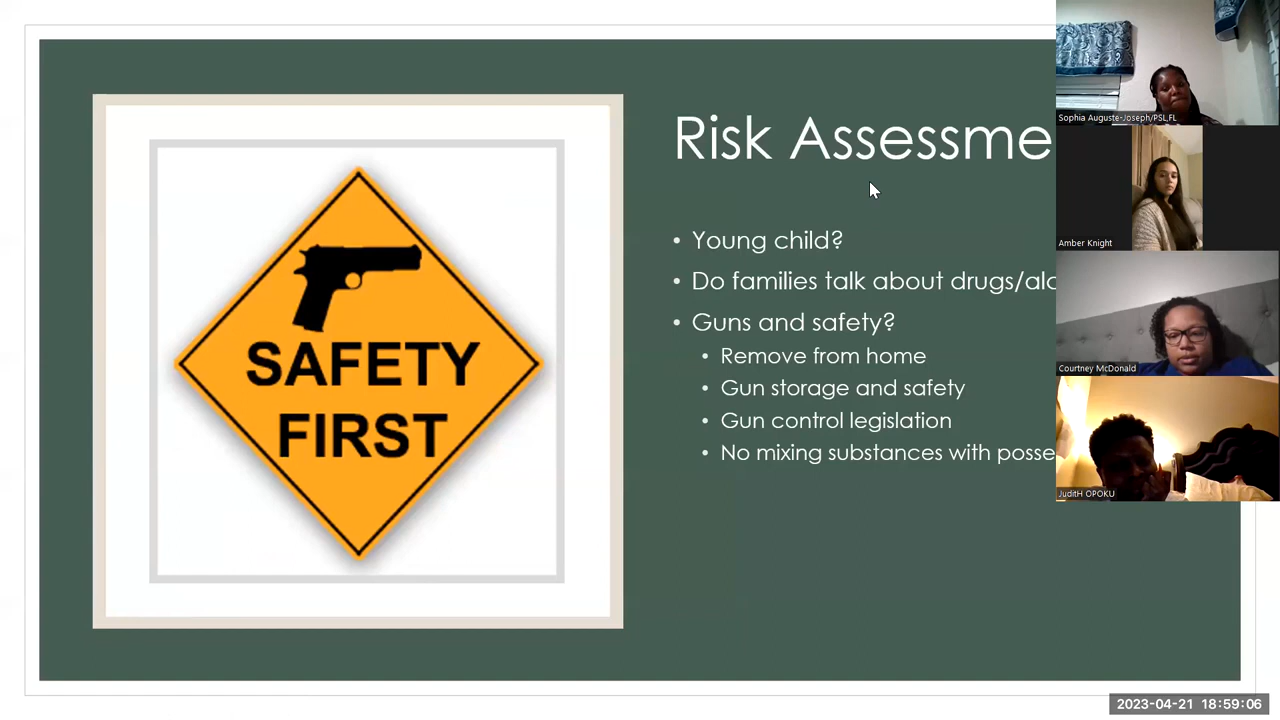 SAFETY
FIRST
Risk Assessme
• Young child?
• Do families talk about drugs/alc
• Guns and safety?
• Remove from home
• Gun storage and safety
• Gun control legislation
• No mixing substances with posse
Sophia Auguste-Joseph/PSL,FL
Amber Knight
Courtney McDonald
JuditH OPOKU
2023-04-21 18:59:06